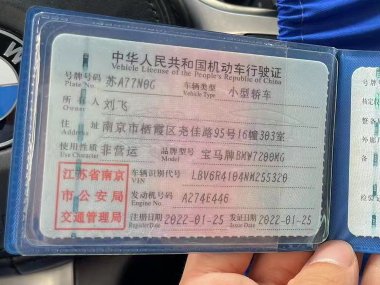 中华人民共和国机动车行驶证
Vehicle License of the People's Republic of China
号牌号码 苏A77N0G 车辆类型 小型轿车
Plate No. Vehicle Type
所有人 刘飞
Owner
住址 南京市栖霞区尧佳路95号16幢303室
Address
使用性质 非营运 品牌型号 宝马牌BMW7200MG
Use Character Model
江苏省南京 车辆识别代号 LBV6R4104NM255320
VIN
市公安局 发动机号码 A274E446
Engine No.
交通管理局 注册日期 2022-01-25 发证日期 2022-01-25
Register Date Issue Date